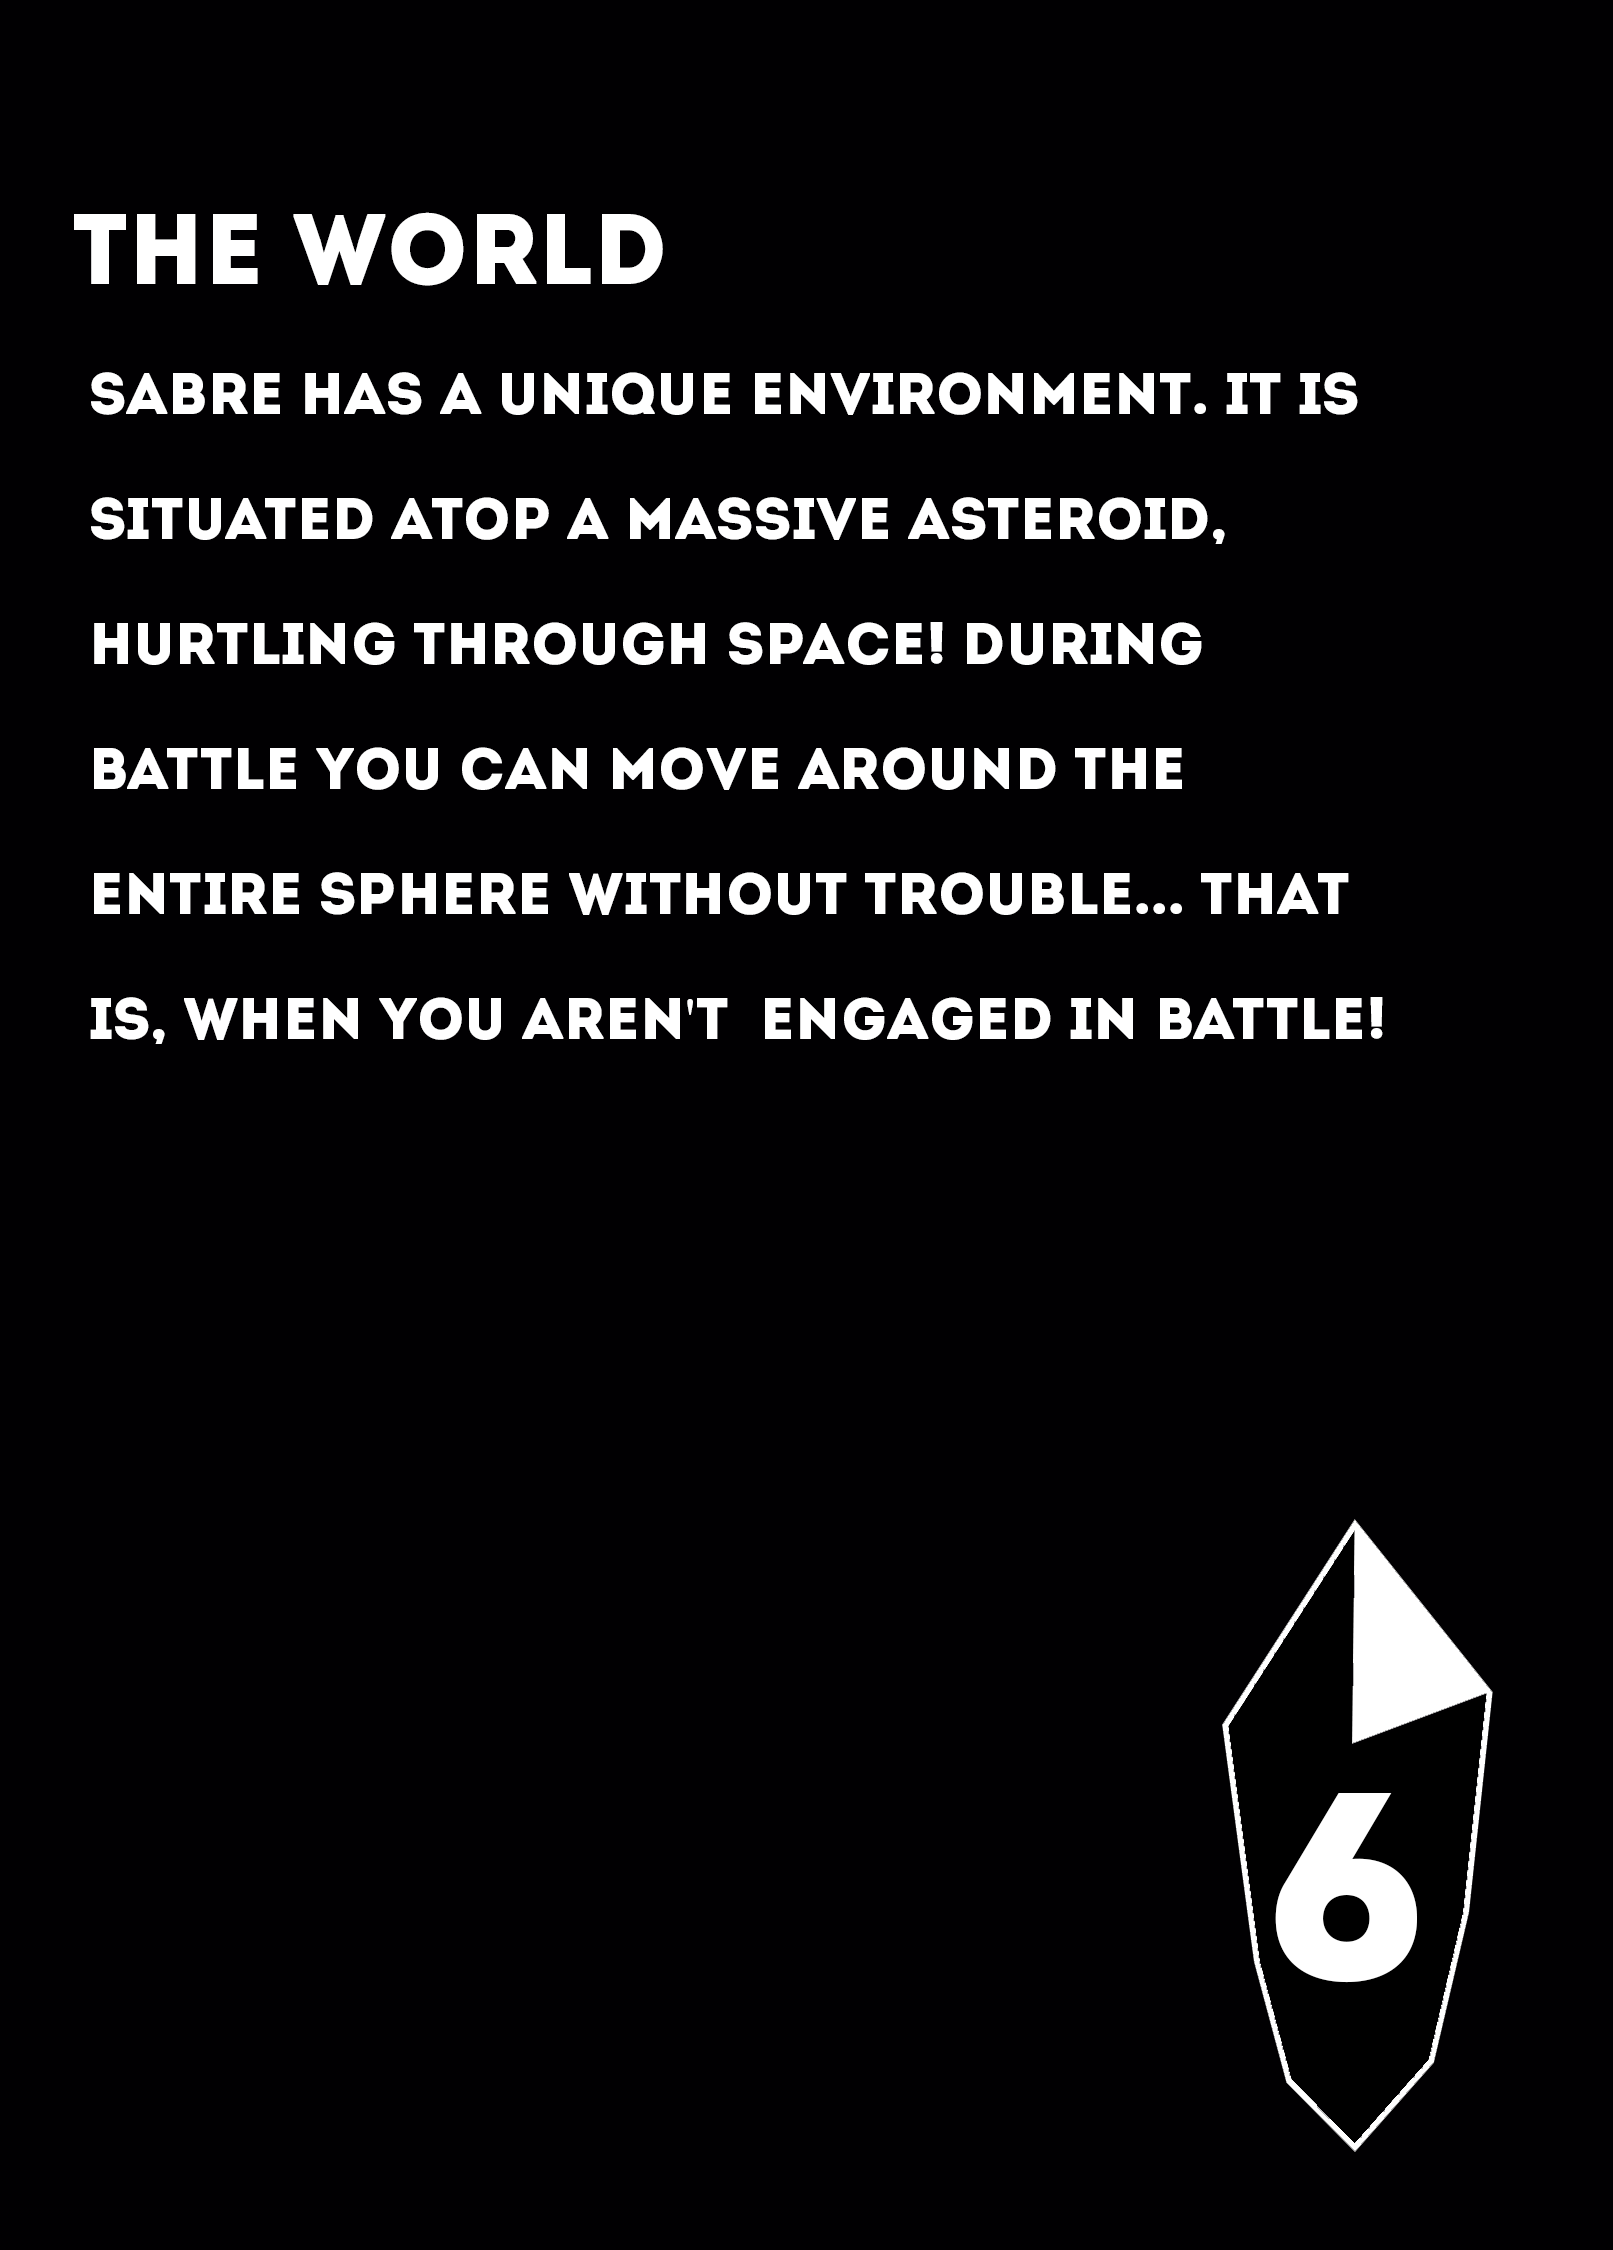 THE WORLD
SABRE HAS A UNIQUE ENVIRONMENT. IT IS
SITUATED ATOP A MASSIVE ASTEROID,
HURTLING THROUGH SPACE! DURING
BATTLE YOU CAN MOVE AROUND THE
ENTIRE SPHERE WITHOUT TROUBLE... THAT
IS, WHEN YOU AREN'T  ENGAGED IN BATTLE!
6